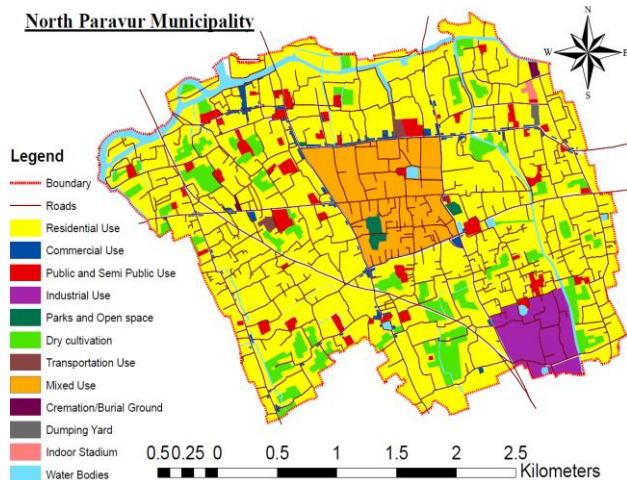 North Paravur Municipality
N
W E
S
Legend
Boundary
Roads
Residential Use
Commercial Use
Public and Semi Public Use
Industrial Use
Parks and Open space
Dry cultivation
Transportation Use
Mixed Use
Cremation/Burial Ground
Dumping Yard
Indoor Stadium
Water Bodies
0.5 0.25 0 0.5 1 1.5 2 2.5
Kilometers